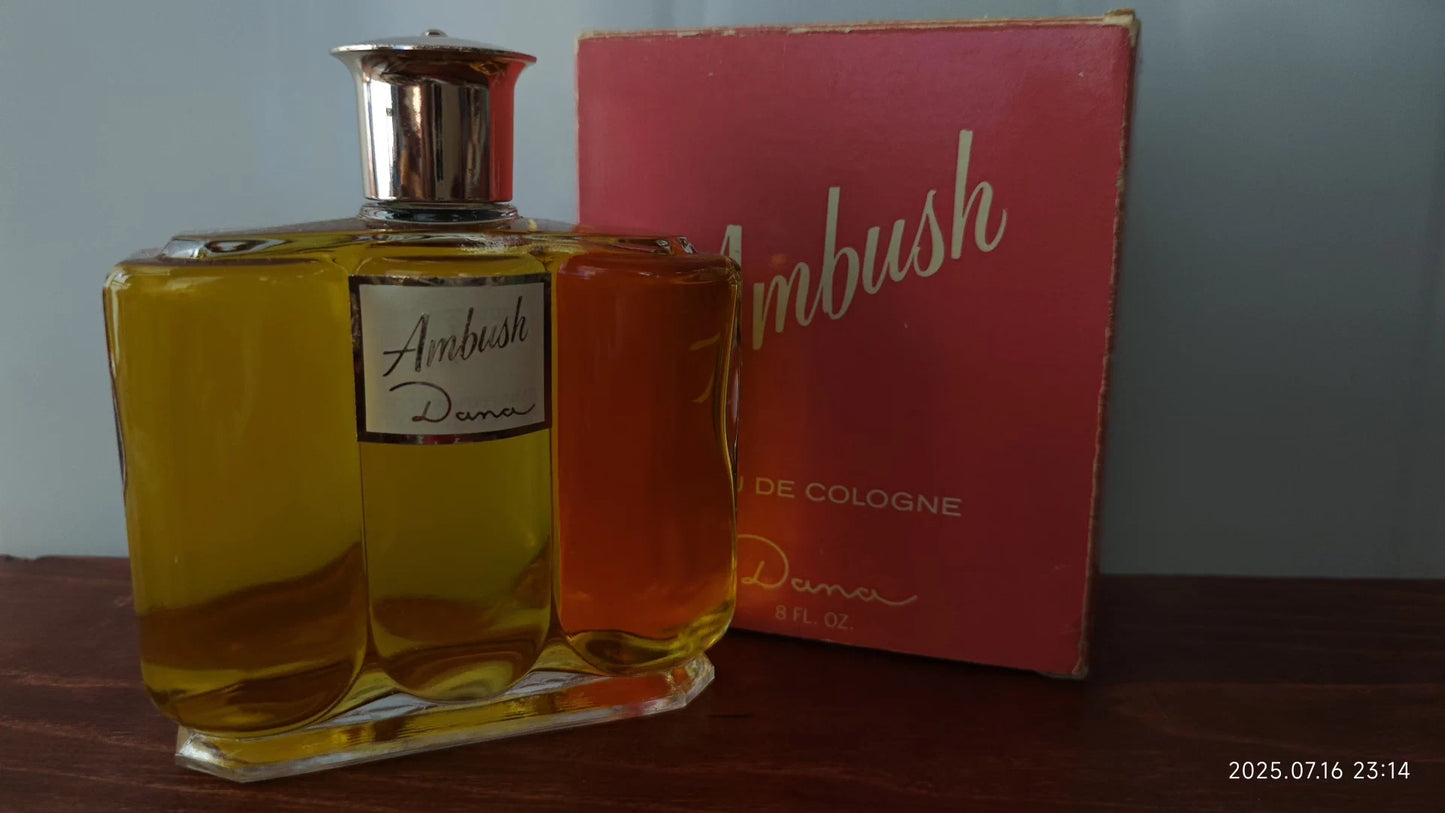 Ambush
Dana
Ambush
DE COLOGNE
Dana
8 FL. OZ.
2025.07.16 23:14